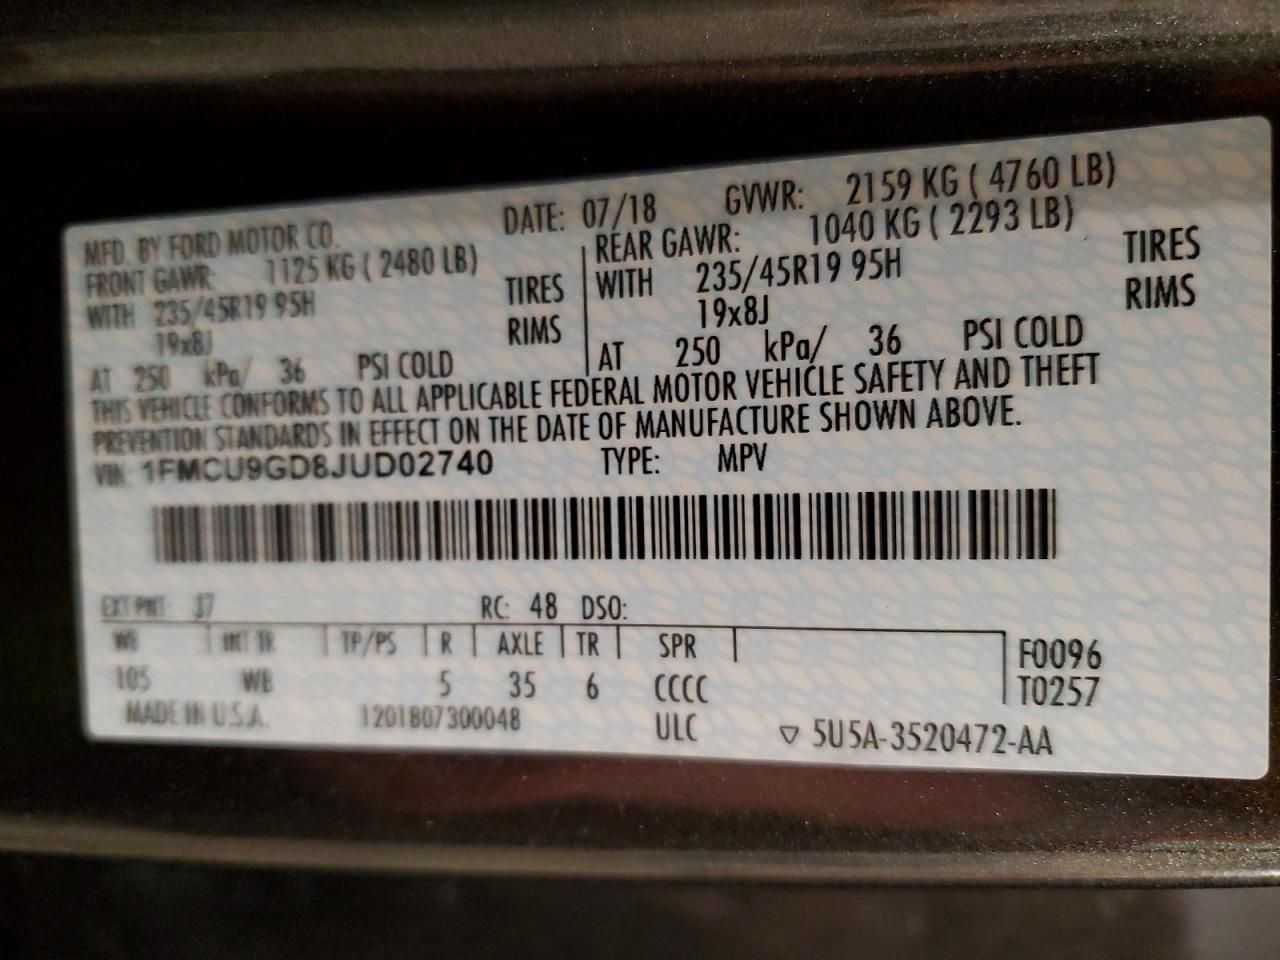 MFD. BY FORD MOTOR CO. DATE: 07/18 GVWR: 2159 KG ( 4760 LB)
FRONT GAWR: 1125 KG ( 2480 LB) REAR GAWR: 1040 KG ( 2293 LB)
WITH 235/45R19 95H TIRES WITH 235/45R19 95H TIRES
19x8J RIMS 19x8J RIMS
AT 250 kPa/ 36 PSI COLD AT 250 kPa/ 36 PSI COLD
THIS VEHICLE CONFORMS TO ALL APPLICABLE FEDERAL MOTOR VEHICLE SAFETY AND THEFT
PREVENTION STANDARDS IN EFFECT ON THE DATE OF MANUFACTURE SHOWN ABOVE.
VIN: 1FMCU9GD8JUD02740 TYPE: MPV
EXT PNT: J7 RC: 48 DSO:
WB INT TR TP/PS R AXLE TR SPR F0096
105 WB 5 35 6 CCCC T0257
MADE IN U.S.A. 1201807300048 ULC ▽ 5U5A-3520472-AA